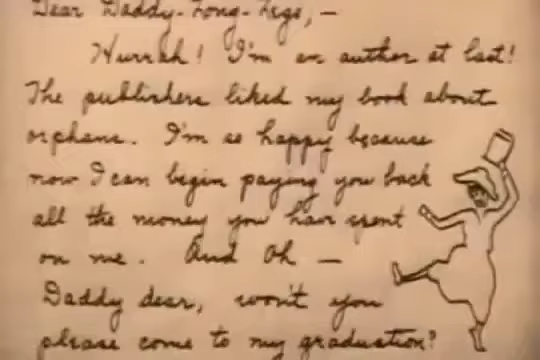 Dear Daddy-Long-Legs, —
Hurrah! I'm an author at last!
The publishers liked my book about
orphans. I'm so happy because
now I can begin paying you back
all the money you have spent
on me. And Oh —
Daddy dear, won't you
please come to my graduation?